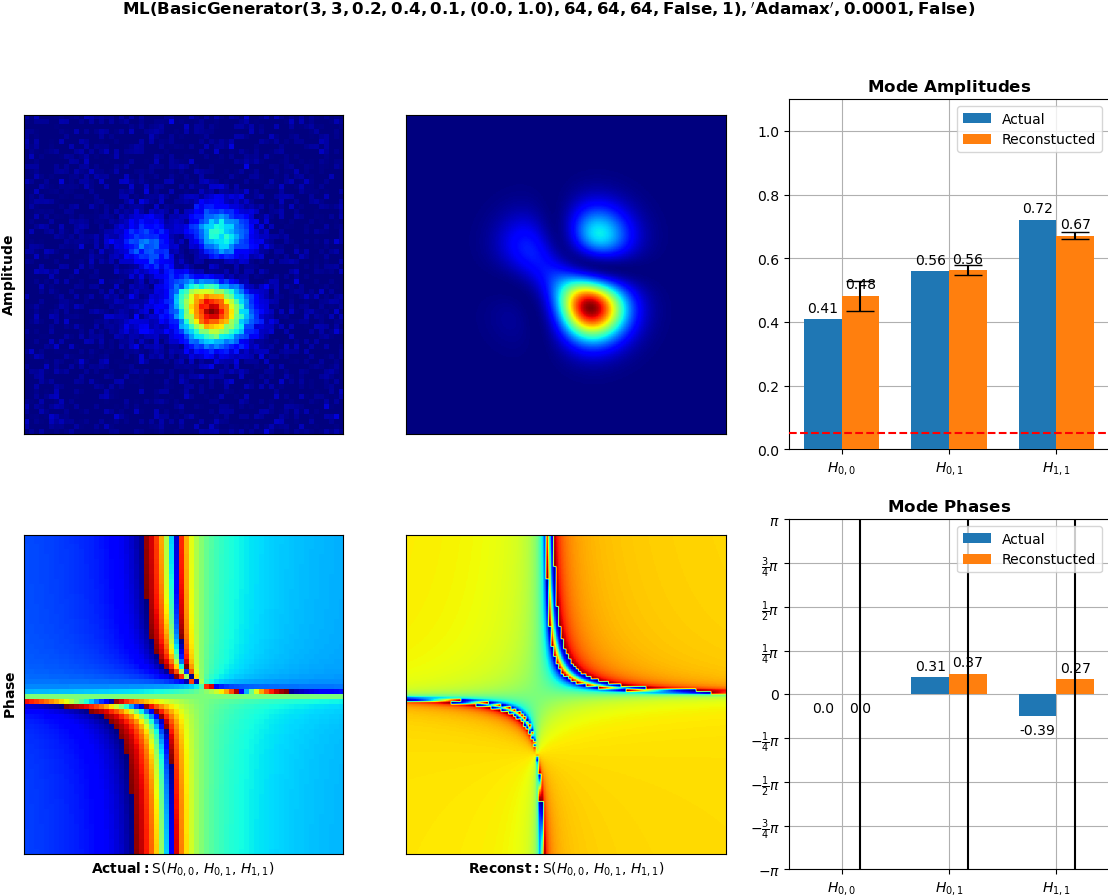 ML(BasicGenerator(3, 3, 0.2, 0.4, 0.1, (0.0, 1.0), 64, 64, 64, False, 1), 'Adamax', 0.0001, False)
Amplitude
Mode Amplitudes
Actual
Reconstucted
1.0
0.8
0.6
0.4
0.2
0.0
0.41
0.48
0.56
0.56
0.72
0.67
H0,0
H0,1
H1,1
Phase
Actual: S(H0,0, H0,1, H1,1)
Reconst: S(H0,0, H0,1, H1,1)
Mode Phases
Actual
Reconstucted
π
3/4π
1/2π
1/4π
0
−1/4π
−1/2π
−3/4π
−π
0.0
0.0
0.31
0.37
-0.39
0.27
H0,0
H0,1
H1,1